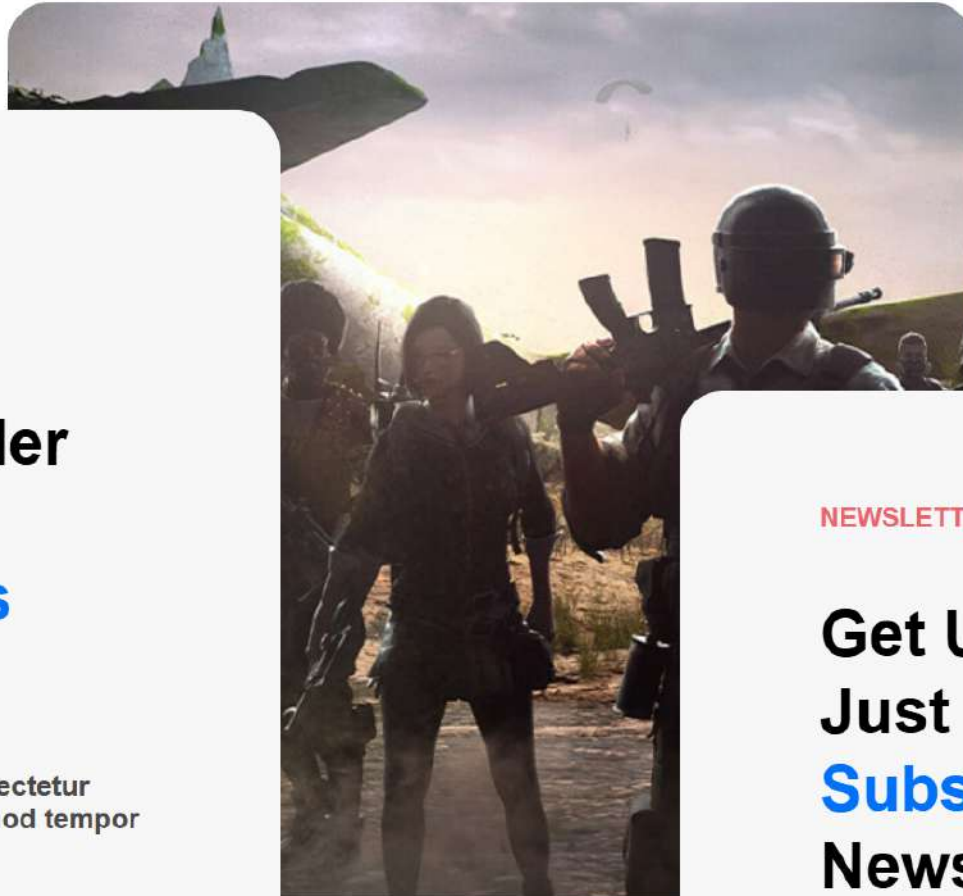 ler
s
ectetur
od tempor
NEWSLETT
Get U
Just
Subs
News